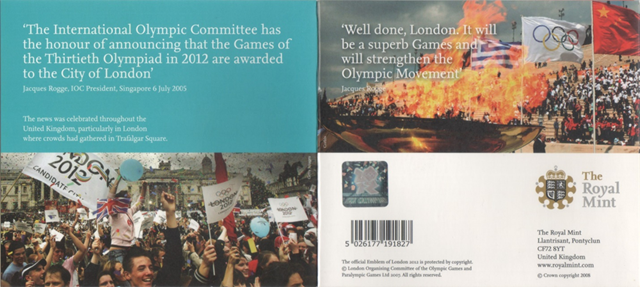 'The International Olympic Committee has
the honour of announcing that the Games of
the Thirtieth Olympiad in 2012 are awarded
to the City of London'
Jacques Rogge, IOC President, Singapore 6 July 2005
The news was celebrated throughout the
United Kingdom, particularly in London
where crowds had gathered in Trafalgar Square.
LONDON
2012
CANDIDATE CITY
'Well done, London. It will
be a superb Games and
will strengthen the
Olympic Movement'
Jacques Rogge
5 026177 191827
The official Emblem of London 2012 is protected by copyright.
© London Organising Committee of the Olympic Games and
Paralympic Games Ltd 2007. All rights reserved.
The
Royal
Mint
The Royal Mint
Llantrisant, Pontyclun
CF72 8YT
United Kingdom
www.royalmint.com
© Crown copyright 2008